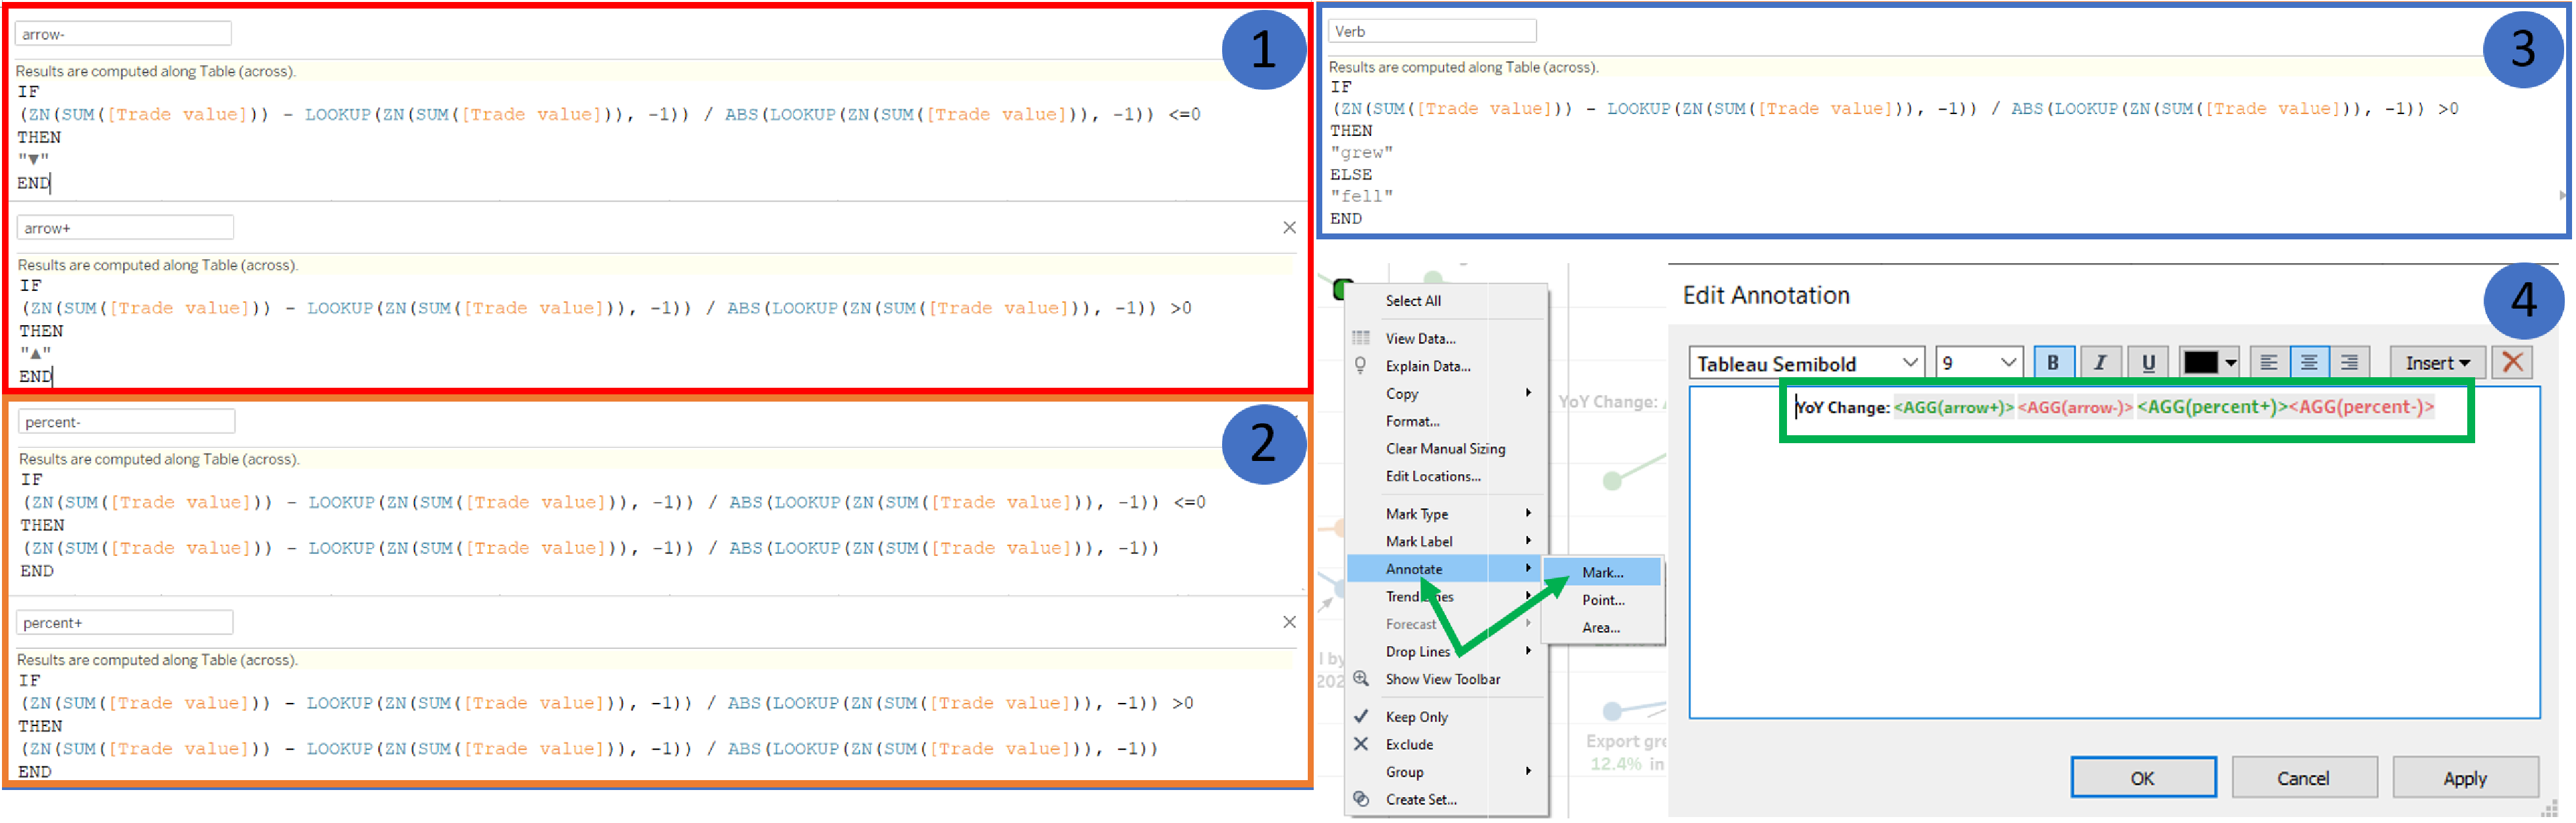 1
arrow-
Results are computed along Table (across).
IF
(ZN(SUM([Trade value])) - LOOKUP(ZN(SUM([Trade value])), -1)) / ABS(LOOKUP(ZN(SUM([Trade value])), -1)) <=0
THEN
"▼"
END
arrow+
Results are computed along Table (across).
IF
(ZN(SUM([Trade value])) - LOOKUP(ZN(SUM([Trade value])), -1)) / ABS(LOOKUP(ZN(SUM([Trade value])), -1)) >0
THEN
"▲"
END
2
percent-
Results are computed along Table (across).
IF
(ZN(SUM([Trade value])) - LOOKUP(ZN(SUM([Trade value])), -1)) / ABS(LOOKUP(ZN(SUM([Trade value])), -1)) <=0
THEN
(ZN(SUM([Trade value])) - LOOKUP(ZN(SUM([Trade value])), -1)) / ABS(LOOKUP(ZN(SUM([Trade value])), -1))
END
percent+
Results are computed along Table (across).
IF
(ZN(SUM([Trade value])) - LOOKUP(ZN(SUM([Trade value])), -1)) / ABS(LOOKUP(ZN(SUM([Trade value])), -1)) >0
THEN
(ZN(SUM([Trade value])) - LOOKUP(ZN(SUM([Trade value])), -1)) / ABS(LOOKUP(ZN(SUM([Trade value])), -1))
END
3
Verb
Results are computed along Table (across).
IF
(ZN(SUM([Trade value])) - LOOKUP(ZN(SUM([Trade value])), -1)) / ABS(LOOKUP(ZN(SUM([Trade value])), -1)) >0
THEN
"grew"
ELSE
"fell"
END
Select All
View Data...
Explain Data...
Copy
Format...
Clear Manual Sizing
Edit Locations...
Mark Type
Mark Label
Annotate
Trend Lines
Forecast
Drop Lines
Show View Toolbar
Keep Only
Exclude
Group
Create Set...
Mark...
Point...
Area...
YoY Change:
Export gre
12.4% in
l by
202
4
Edit Annotation
Tableau Semibold 9 B I U Insert
YoY Change: <AGG(arrow+)> <AGG(arrow-)> <AGG(percent+)><AGG(percent-)>
OK Cancel Apply